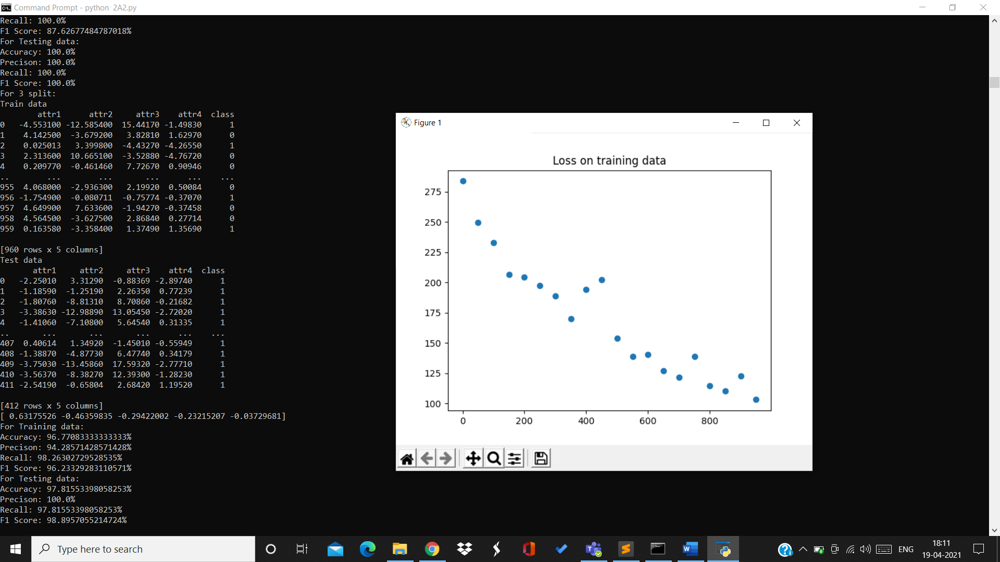 Command Prompt - python  2A2.py
Recall: 100.0%
F1 Score: 87.62677484787018%
For Testing data:
Accuracy: 100.0%
Precison: 100.0%
Recall: 100.0%
F1 Score: 100.0%
For 3 split:
Train data
attr1 attr2 attr3 attr4 class
0 -4.553100 -12.585400 15.44170 -1.49830 1
1 4.142500 -3.679200 3.82810 1.62970 0
2 0.025013 3.399800 -4.43270 -4.26550 1
3 2.313600 10.665100 -3.52880 -4.76720 0
4 0.209770 -0.461460 7.72670 0.90946 0
.. ... ... ... ... ...
955 4.068000 -2.936300 2.19920 0.50084 0
956 -1.754900 -0.080711 -0.75774 -0.37070 1
957 4.649900 7.633600 -1.94270 -0.37458 0
958 4.564500 -3.627500 2.86840 0.27714 0
959 0.163580 -3.358400 1.37490 1.35690 1
[960 rows x 5 columns]
Test data
attr1 attr2 attr3 attr4 class
0 -2.25010 3.31290 -0.88369 -2.89740 1
1 -1.18590 -1.25190 2.26350 0.77239 1
2 -1.80760 -8.81310 8.70860 -0.21682 1
3 -3.38630 -12.98890 13.05450 -2.72020 1
4 -1.41060 -7.10800 5.64540 0.31335 1
.. ... ... ... ... ...
407 0.40614 1.34920 -1.45010 -0.55949 1
408 -1.38870 -4.87730 6.47740 0.34179 1
409 -3.75030 -13.45860 17.59320 -2.77710 1
410 -3.56370 -8.38270 12.39300 -1.28230 1
411 -2.54190 -0.65804 2.68420 1.19520 1
[412 rows x 5 columns]
[ 0.63175526 -0.46359835 -0.29422002 -0.23215207 -0.03729681]
For Training data:
Accuracy: 96.77083333333333%
Precison: 94.28571428571428%
Recall: 98.26302729528535%
F1 Score: 96.23329283110571%
For Testing data:
Accuracy: 97.81553398058253%
Precison: 100.0%
Recall: 97.81553398058253%
F1 Score: 98.8957055214724%
Figure 1
Loss on training data
275
250
225
200
175
150
125
100
0 200 400 600 800
Type here to search
ENG
18:11
19-04-2021